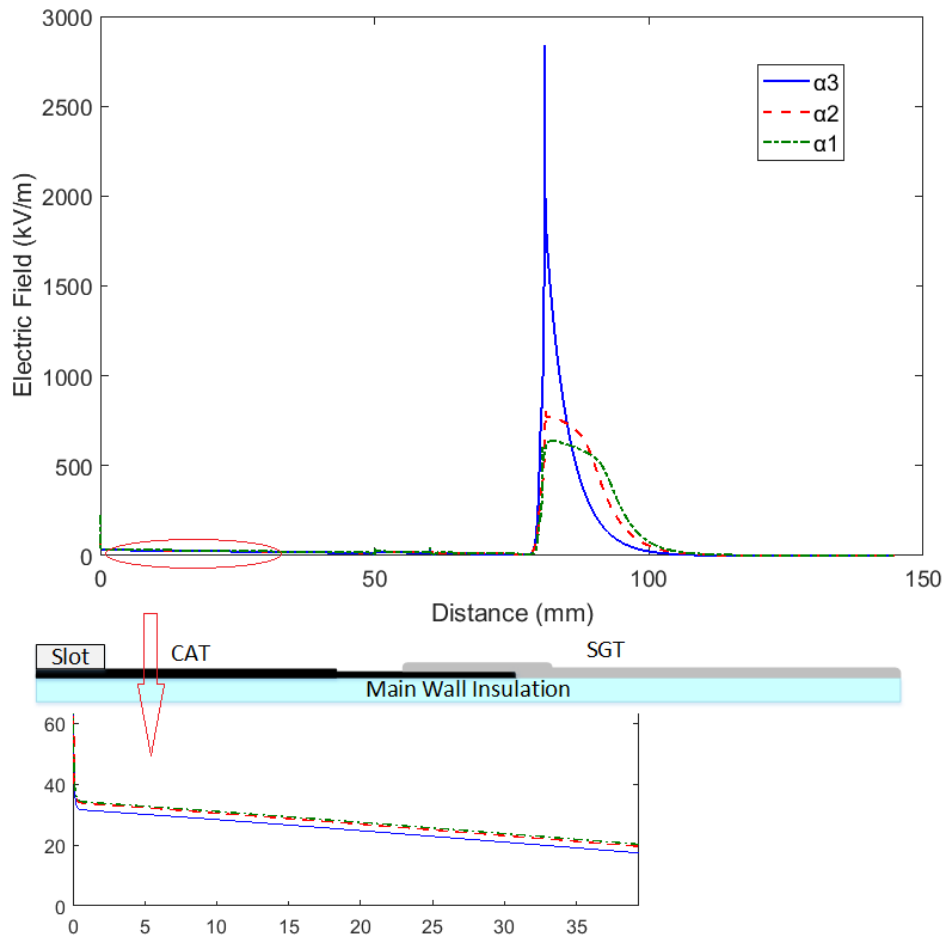 3000
2500
2000
1500
1000
500
0
Electric Field (kV/m)
α3
α2
α1
0 50 100 150
Distance (mm)
Slot CAT SGT
Main Wall Insulation
60
40
20
0
0 5 10 15 20 25 30 35